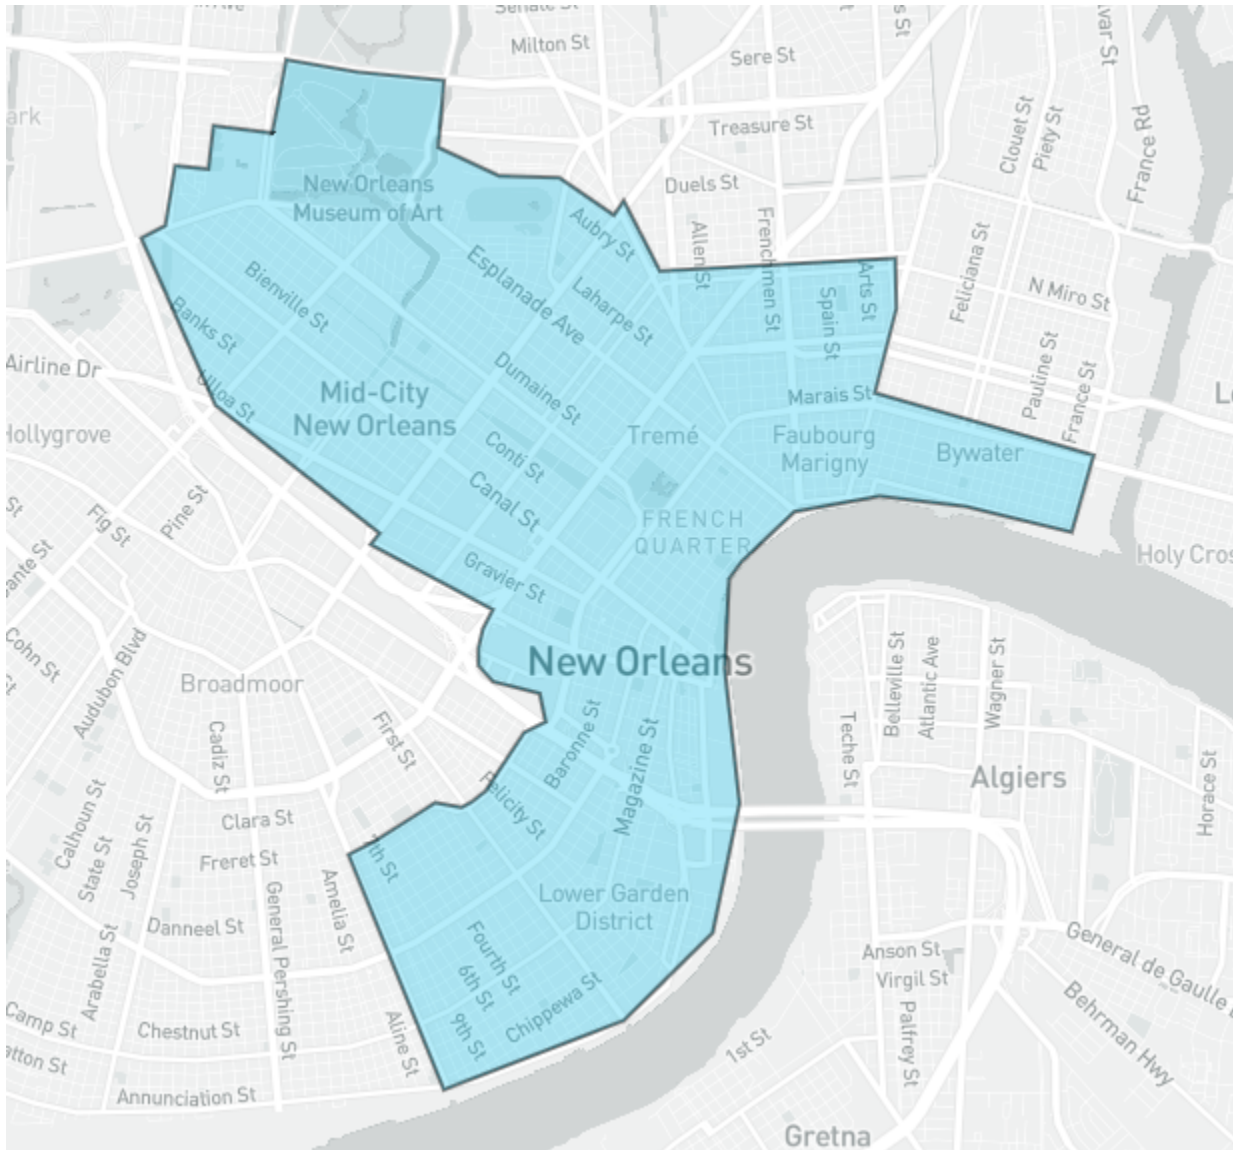 Milton St
Sere St
France Rd
Clouet St
Piety St
Treasure St
New Orleans
Museum of Art
Duels St
Aubry St
Allen St
Frenchmen St
Feliciana St
Esplanade Ave
Arts St
Bienville St
Laharpe St
N Miro St
Spain St
Banks St
Airline Dr
Dumaine St
Pauline St
France St
Ulloa St
Mid-City
New Orleans
Marais St
Tremé
Faubourg
Marigny
Bywater
Conti St
Canal St
Pine St
Fig St
FRENCH
QUARTER
Gravier St
Cohn St
Audubon Blvd
New Orleans
Belleville St
Atlantic Ave
Wagner St
Broadmoor
Cadiz St
First St
Baronne St
Magazine St
Teche St
Algiers
Horace St
Calhoun St
State St
Joseph St
Clara St
Felicity St
Freret St
7th St
Amelia St
Lower Garden
District
General Pershing St
Danneel St
Arabella St
Fourth St
6th St
Anson St
Virgil St
Chippewa St
Camp St
Chestnut St
9th St
Aline St
Palfrey St
Behrman Hwy
1st St
Annunciation St
Gretna